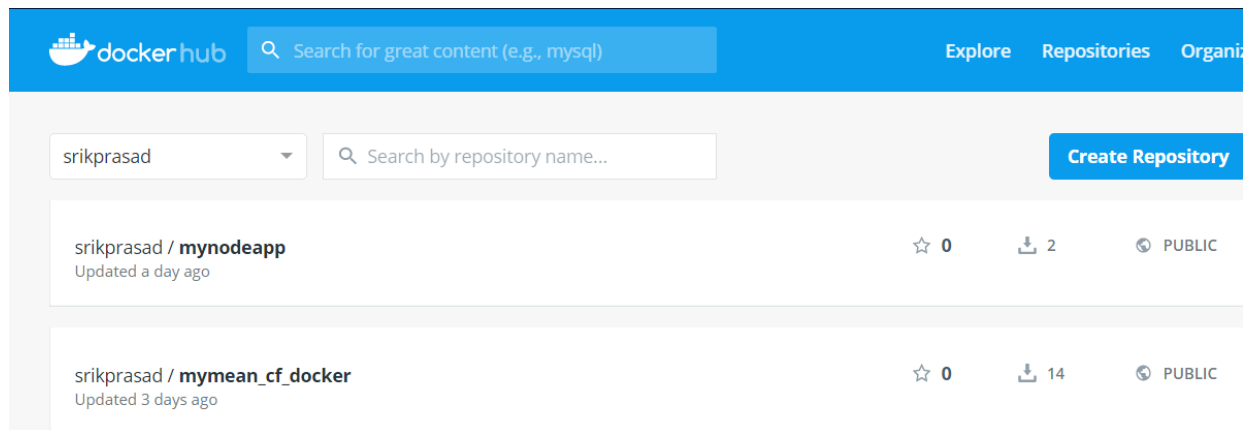 dockerhub Search for great content (e.g., mysql) Explore Repositories Organiz
srikprasad Search by repository name... Create Repository
srikprasad / mynodeapp 0 2 PUBLIC
Updated a day ago
srikprasad / mymean_cf_docker 0 14 PUBLIC
Updated 3 days ago